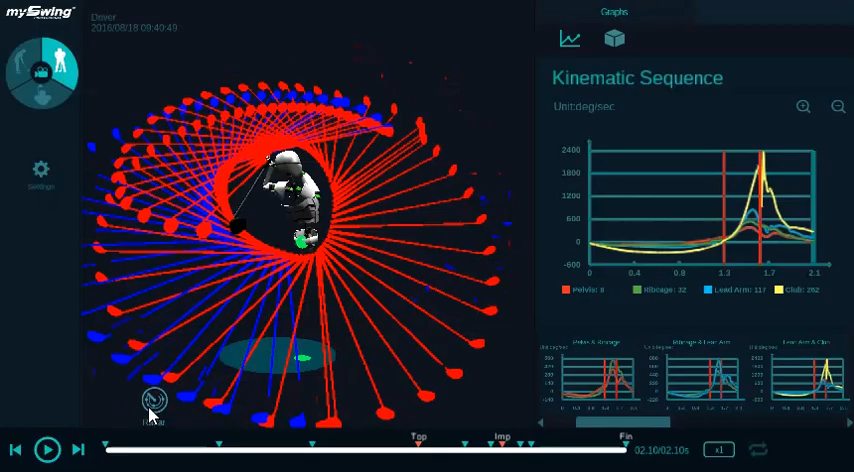 mySwing
Driver
2016/08/18 09:40:49
Settings
Graphs
Kinematic Sequence
Unit:deg/sec
2400
1800
1200
600
0
-600
0 0.4 0.8 1.3 1.7 2.1
Pelvis: 8 Ribcage: 32 Lead Arm: 117 Club: 262
Pelvis & Ribcage Ribcage & Lead Arm Lead Arm & Club
Top Imp Fin
02.10/02.10s x1